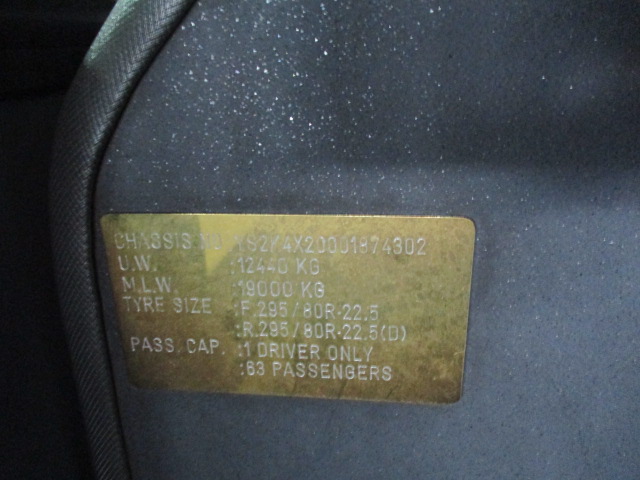 CHASSIS NO. :YS2K4X20001874302
U.W. :12440 KG
M.L.W. :19000 KG
TYRE SIZE :F.295/80R-22.5
:R.295/80R-22.5(D)
PASS. CAP. :1 DRIVER ONLY
:63 PASSENGERS